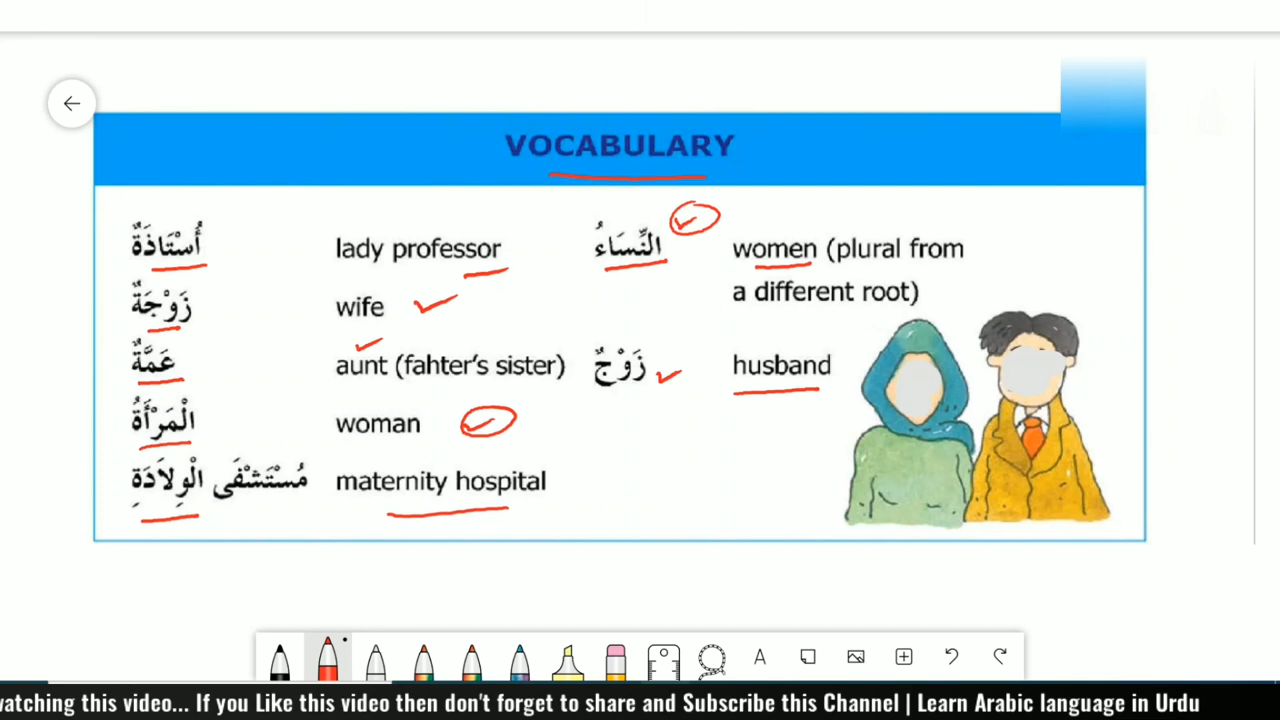 VOCABULARY
أُسْتَاذَةٌ lady professor النِّسَاءُ women (plural from
a different root)
زَوْجَةٌ wife
عَمَّةٌ aunt (fahter's sister) زَوْجٌ husband
الْمَرْأَةُ woman
مُسْتَشْفَى الْوِلَادَةِ maternity hospital
A
watching this video... If you Like this video then don't forget to share and Subscribe this Channel | Learn Arabic language in Urdu